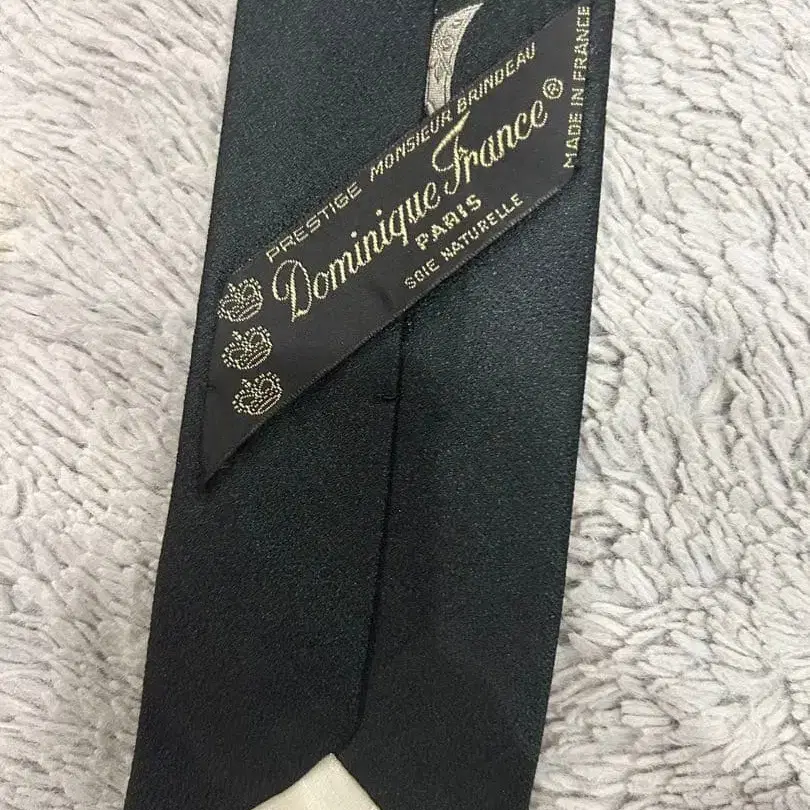 PRESTIGE MONSIEUR BRINDEAU
Dominique France®
PARIS
SOIE NATURELLE
MADE IN FRANCE